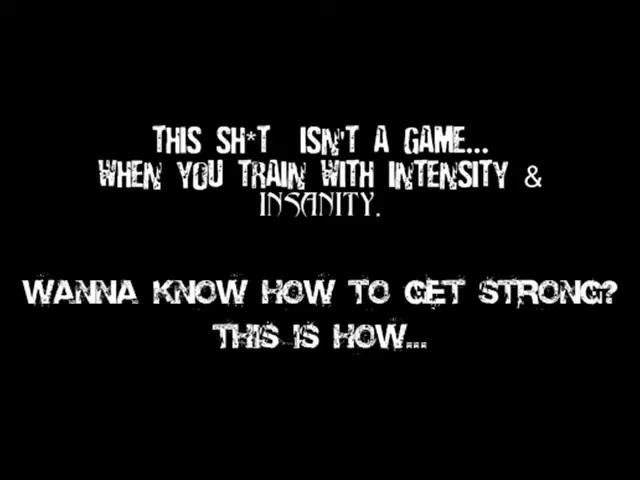 THIS SH*T ISN'T A GAME...
WHEN YOU TRAIN WITH INTENSITY &
INSANITY.
WANNA KNOW HOW TO GET STRONG?
THIS IS HOW...